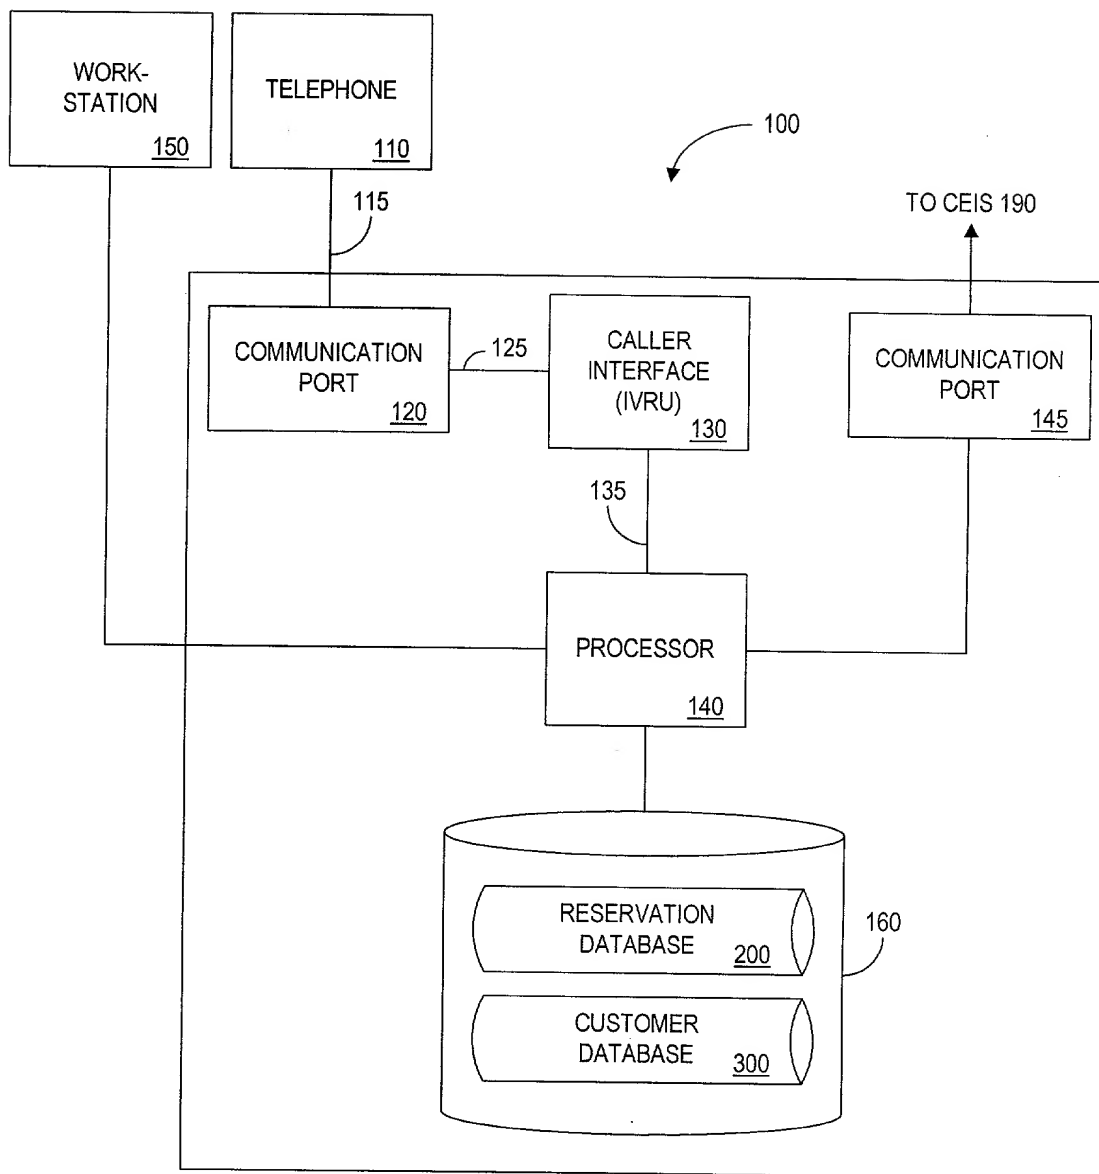 WORK-
STATION
150
TELEPHONE
110
100
115
TO CEIS 190
COMMUNICATION
PORT
120
125
CALLER
INTERFACE
(IVRU)
130
COMMUNICATION
PORT
145
135
PROCESSOR
140
RESERVATION
DATABASE
200
160
CUSTOMER
DATABASE
300